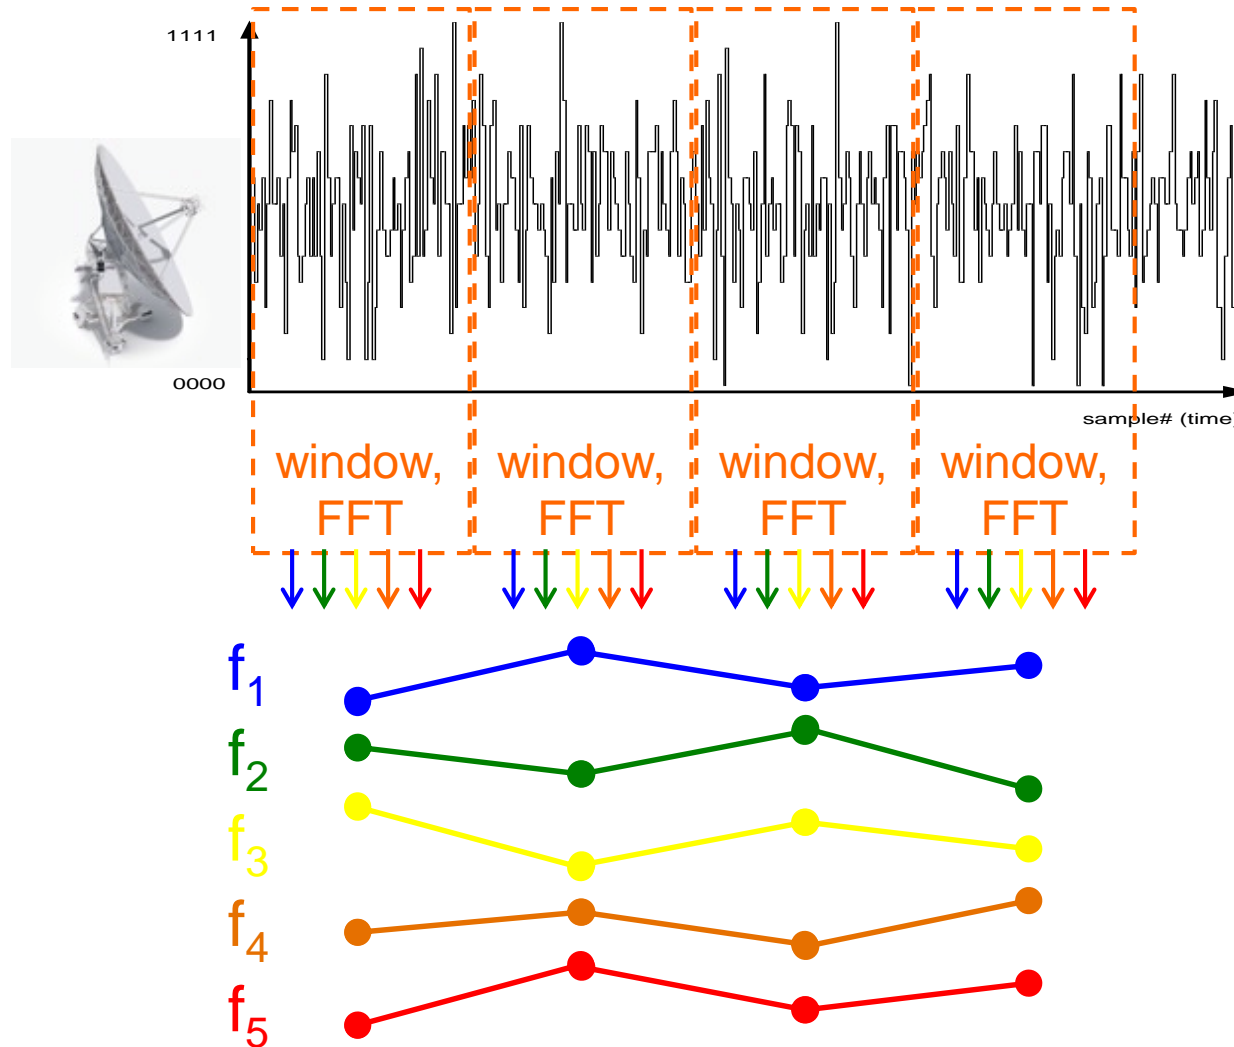 1111
0000
sample# (time)
window, window, window, window,
FFT FFT FFT FFT
f1
f2
f3
f4
f5